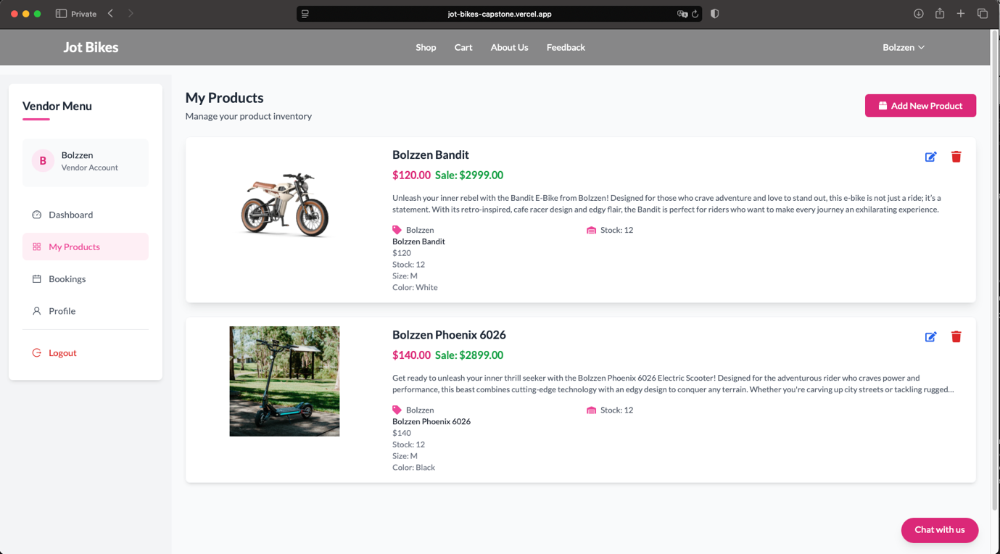 Private
jot-bikes-capstone.vercel.app
Jot Bikes
Shop
Cart
About Us
Feedback
Bolzzen
Vendor Menu
B
Bolzzen
Vendor Account
Dashboard
My Products
Bookings
Profile
Logout
My Products
Manage your product inventory
Add New Product
Bolzzen Bandit
$120.00 Sale: $2999.00
Unleash your inner rebel with the Bandit E-Bike from Bolzzen! Designed for those who crave adventure and love to stand out, this e-bike is not just a ride; it's a
statement. With its retro-inspired, cafe racer design and edgy flair, the Bandit is perfect for riders who want to make every journey an exhilarating experience.
Bolzzen
Stock: 12
Bolzzen Bandit
$120
Stock: 12
Size: M
Color: White
Bolzzen Phoenix 6026
$140.00 Sale: $2899.00
Get ready to unleash your inner thrill seeker with the Bolzzen Phoenix 6026 Electric Scooter! Designed for the adventurous rider who craves power and
performance, this beast combines cutting-edge technology with an edgy design to conquer any terrain. Whether you're carving up city streets or tackling rugged...
Bolzzen
Stock: 12
Bolzzen Phoenix 6026
$140
Stock: 12
Size: M
Color: Black
Chat with us